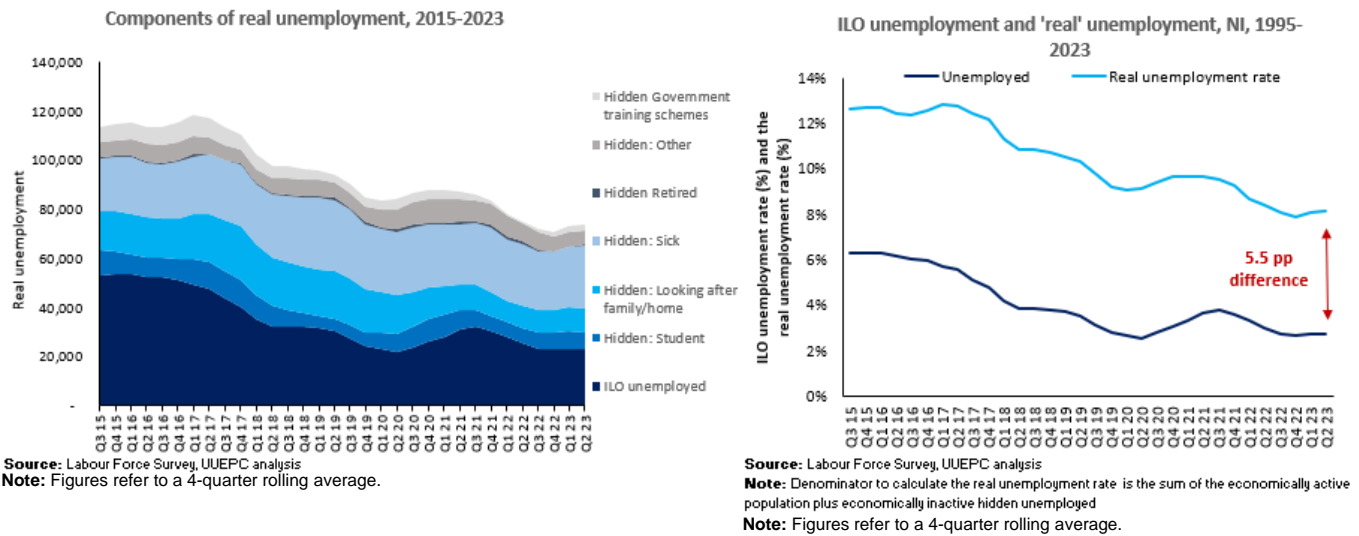 Components of real unemployment, 2015-2023
140,000
120,000
100,000
80,000
60,000
40,000
20,000
-
Real unemployment
Q3 15
Q4 15
Q1 16
Q2 16
Q3 16
Q4 16
Q1 17
Q2 17
Q3 17
Q4 17
Q1 18
Q2 18
Q3 18
Q4 18
Q1 19
Q2 19
Q3 19
Q4 19
Q1 20
Q2 20
Q3 20
Q4 20
Q1 21
Q2 21
Q3 21
Q4 21
Q1 22
Q2 22
Q3 22
Q4 22
Q1 23
Q2 23
Hidden Government
training schemes
Hidden: Other
Hidden Retired
Hidden: Sick
Hidden: Looking after
family/home
Hidden: Student
ILO unemployed
Source: Labour Force Survey, UUEPC analysis
Note: Figures refer to a 4-quarter rolling average.
ILO unemployment and 'real' unemployment, NI, 1995-
2023
Unemployed
Real unemployment rate
14%
12%
10%
8%
6%
4%
2%
0%
ILO unemployment rate (%) and the
real unemployment rate (%)
5.5 pp
difference
Q3 15
Q4 15
Q1 16
Q2 16
Q3 16
Q4 16
Q1 17
Q2 17
Q3 17
Q4 17
Q1 18
Q2 18
Q3 18
Q4 18
Q1 19
Q2 19
Q3 19
Q4 19
Q1 20
Q2 20
Q3 20
Q4 20
Q1 21
Q2 21
Q3 21
Q4 21
Q1 22
Q2 22
Q3 22
Q4 22
Q1 23
Q2 23
Source: Labour Force Survey, UUEPC analysis
Note: Denominator to calculate the real unemployment rate is the sum of the economically active
population plus economically inactive hidden unemployed
Note: Figures refer to a 4-quarter rolling average.